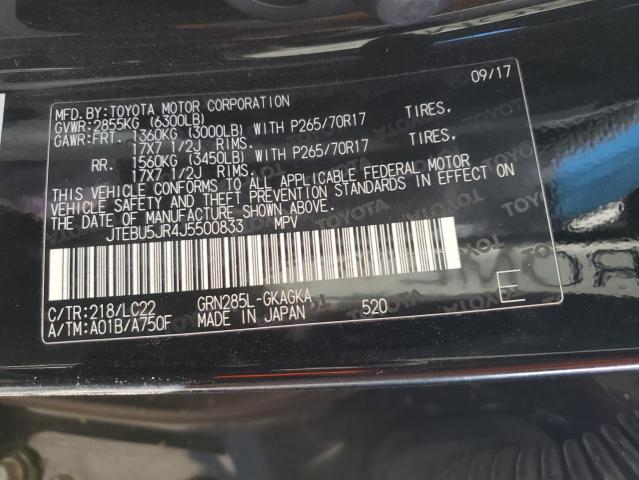 MFD. BY: TOYOTA MOTOR CORPORATION 09/17
GVWR: 2855KG (6300LB)
GAWR: FRT. 1360KG (3000LB) WITH P265/70R17 TIRES.
17X7 1/2J RIMS.
RR. 1560KG (3450LB) WITH P265/70R17 TIRES.
17X7 1/2J RIMS.
THIS VEHICLE CONFORMS TO ALL APPLICABLE FEDERAL MOTOR
VEHICLE SAFETY AND THEFT PREVENTION STANDARDS IN EFFECT ON
THE DATE OF MANUFACTURE SHOWN ABOVE.
JTEBU5JR4J5500833 MPV
C/TR: 218/LC22 GRN285L-GKAGKA
A/TM: A01B/A750F MADE IN JAPAN 520 E